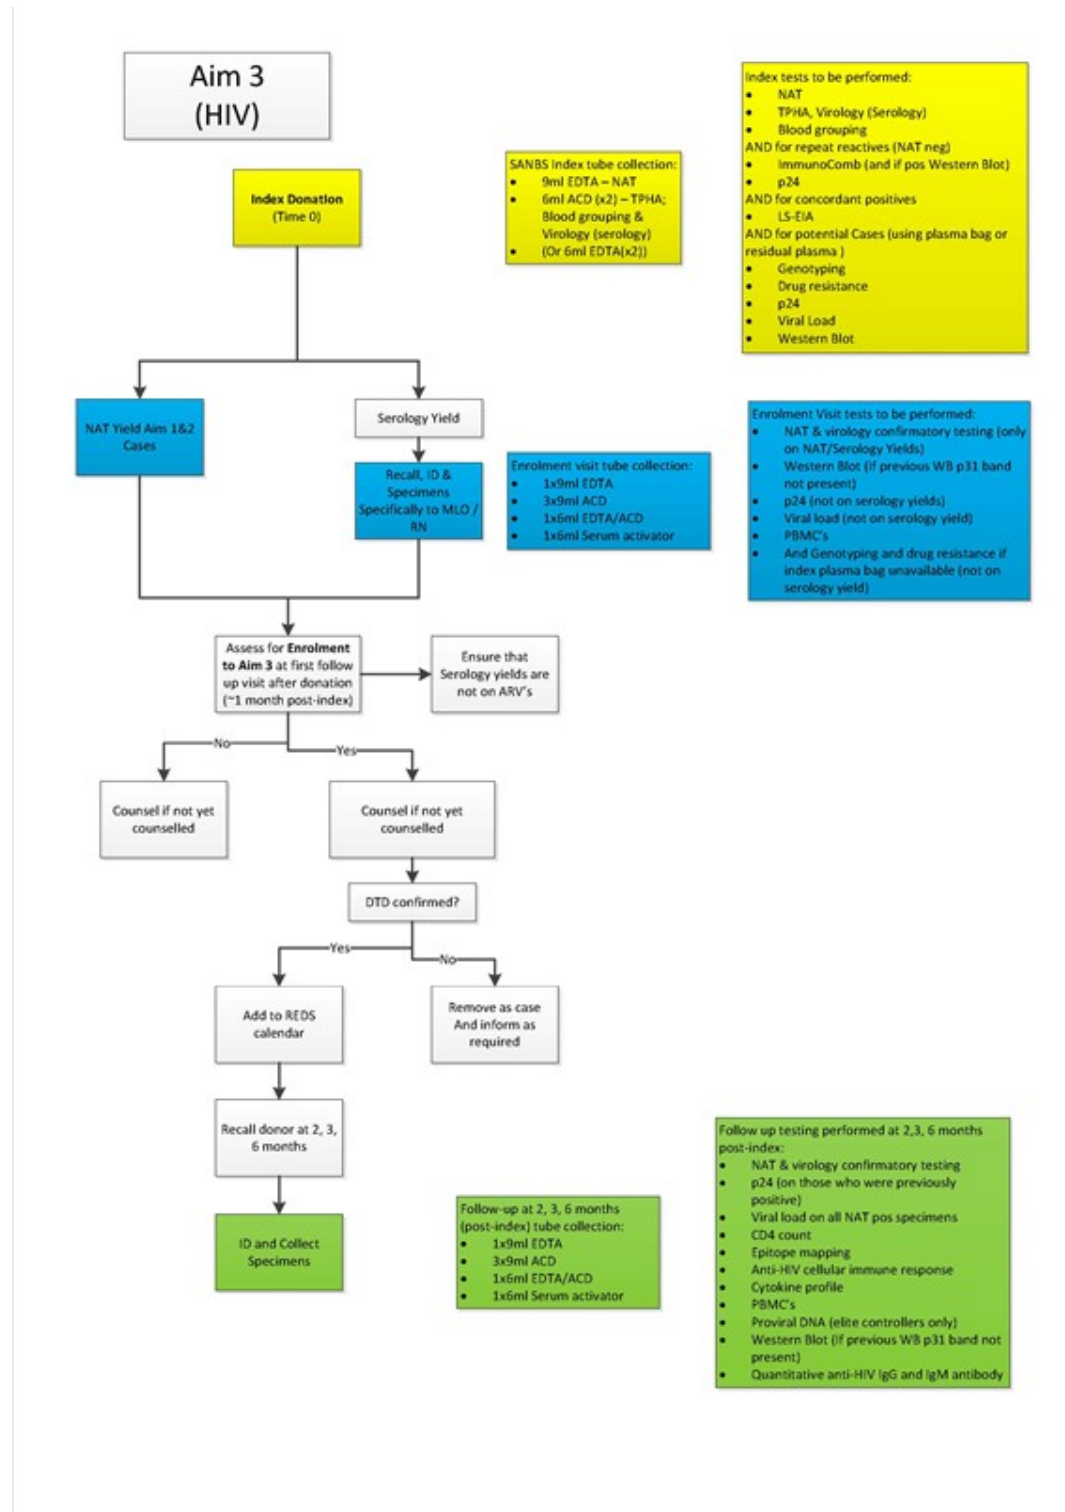 Aim 3
(HIV)
Index Donation
(Time 0)
SANBS Index tube collection:
• 9ml EDTA – NAT
• 6ml ACD (x2) – TPHA;
Blood grouping &
Virology (serology)
• (Or 6ml EDTA(x2))
Index tests to be performed:
• NAT
• TPHA, Virology (Serology)
• Blood grouping
AND for repeat reactives (NAT neg)
• ImmunoComb (and if pos Western Blot)
• p24
AND for concordant positives
• LS-EIA
AND for potential Cases (using plasma bag or
residual plasma )
• Genotyping
• Drug resistance
• p24
• Viral Load
• Western Blot
NAT Yield Aim 1&2
Cases
Serology Yield
Recall, ID &
Specimens
Specifically to MLO /
RN
Enrolment visit tube collection:
• 1x9ml EDTA
• 3x9ml ACD
• 1x6ml EDTA/ACD
• 1x6ml Serum activator
Enrolment Visit tests to be performed:
• NAT & virology confirmatory testing (only
on NAT/Serology Yields)
• Western Blot (If previous WB p31 band
not present)
• p24 (not on serology yields)
• Viral load (not on serology yield)
• PBMC's
• And Genotyping and drug resistance if
index plasma bag unavailable (not on
serology yield)
Assess for Enrolment
to Aim 3 at first follow
up visit after donation
(~1 month post-index)
Ensure that
Serology yields are
not on ARV's
No
Yes
Counsel if not yet
counselled
Counsel if not yet
counselled
DTD confirmed?
Yes
No
Add to REDS
calendar
Remove as case
And inform as
required
Recall donor at 2, 3,
6 months
ID and Collect
Specimens
Follow-up at 2, 3, 6 months
(post-index) tube collection:
• 1x9ml EDTA
• 3x9ml ACD
• 1x6ml EDTA/ACD
• 1x6ml Serum activator
Follow up testing performed at 2,3, 6 months
post-index:
• NAT & virology confirmatory testing
• p24 (on those who were previously
positive)
• Viral load on all NAT pos specimens
• CD4 count
• Epitope mapping
• Anti-HIV cellular immune response
• Cytokine profile
• PBMC's
• Proviral DNA (elite controllers only)
• Western Blot (If previous WB p31 band not
present)
• Quantitative anti-HIV IgG and IgM antibody